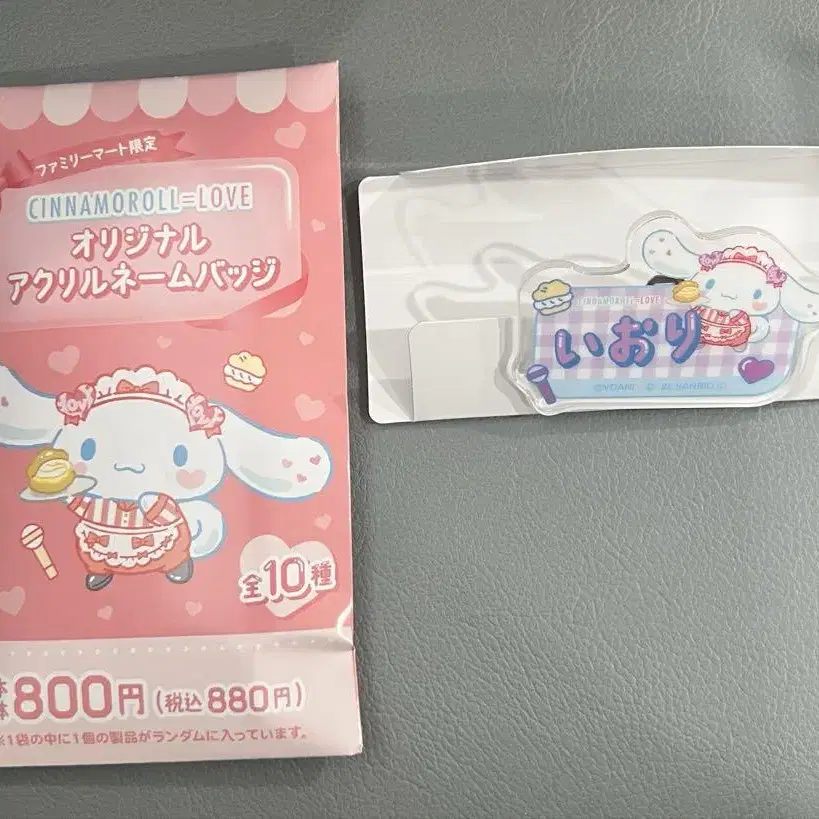 ファミリーマート限定
CINNAMOROLL=LOVE
オリジナル
アクリルネームバッジ
love
全10種
800円(税込880円)
※1袋の中に1個の製品がランダムに入っています。
CINNAMOROLL=LOVE
いおり